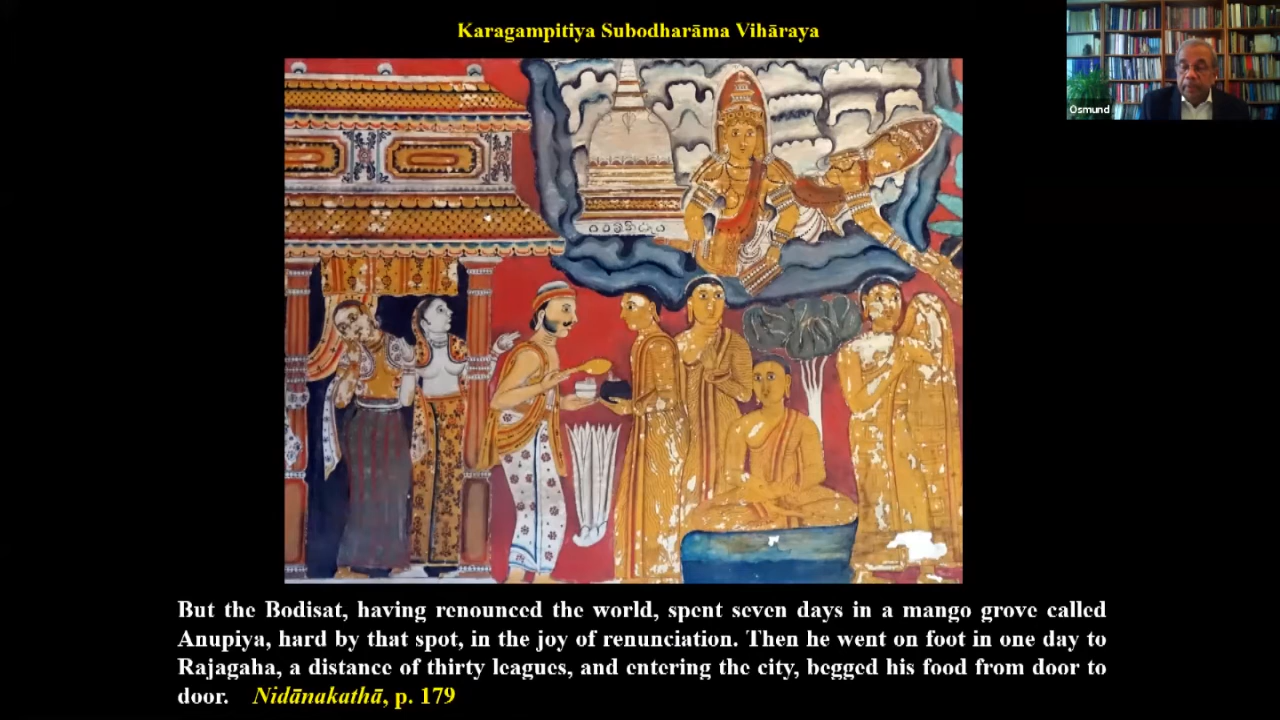 Karagampitiya Subodharāma Vihāraya
Osmund
But the Bodisat, having renounced the world, spent seven days in a mango grove called
Anupiya, hard by that spot, in the joy of renunciation. Then he went on foot in one day to
Rajagaha, a distance of thirty leagues, and entering the city, begged his food from door to
door. Nidānakathā, p. 179